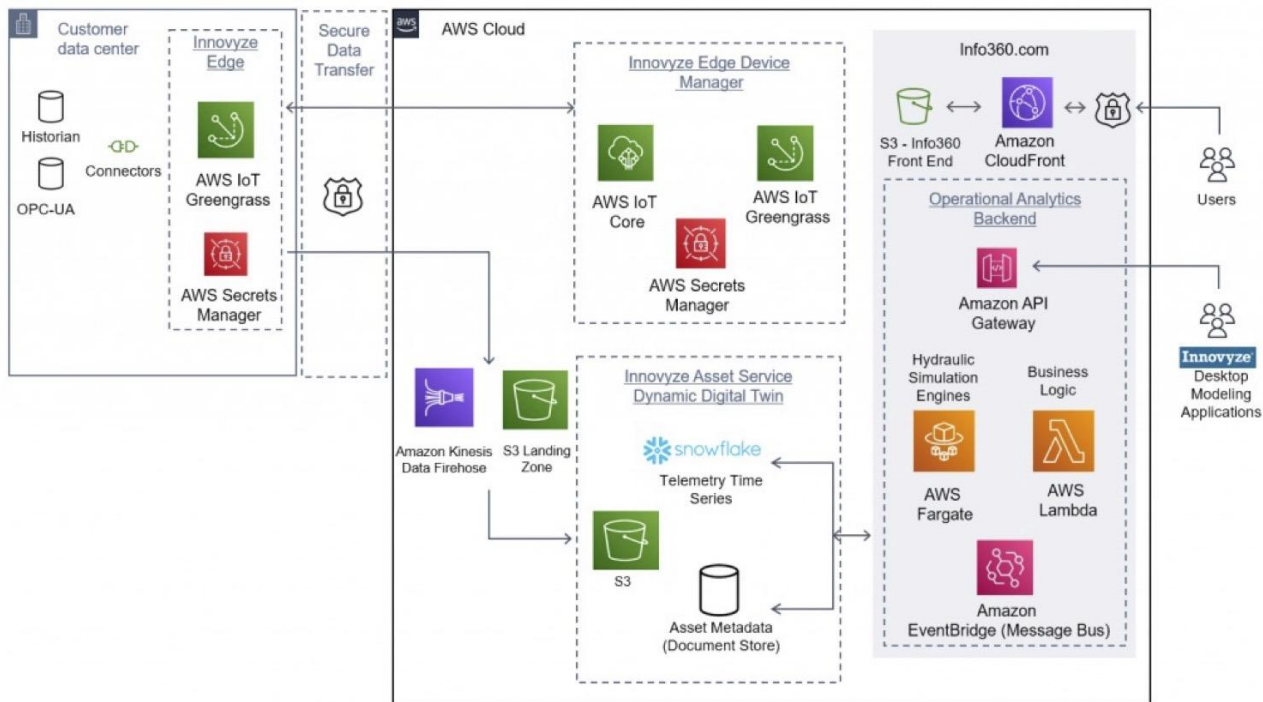 Customer
data center
Historian
OPC-UA
Connectors
Innovyze
Edge
AWS IoT
Greengrass
AWS Secrets
Manager
Secure
Data
Transfer
aws
AWS Cloud
Innovyze Edge Device
Manager
AWS IoT
Core
AWS IoT
Greengrass
AWS Secrets
Manager
Amazon Kinesis
Data Firehose
S3 Landing
Zone
Innovyze Asset Service
Dynamic Digital Twin
snowflake
Telemetry Time
Series
S3
Asset Metadata
(Document Store)
Info360.com
S3 - Info360
Front End
Amazon
CloudFront
Operational Analytics
Backend
Amazon API
Gateway
Hydraulic
Simulation
Engines
Business
Logic
AWS
Fargate
AWS
Lambda
Amazon
EventBridge (Message Bus)
Users
Innovyze
Desktop
Modeling
Applications